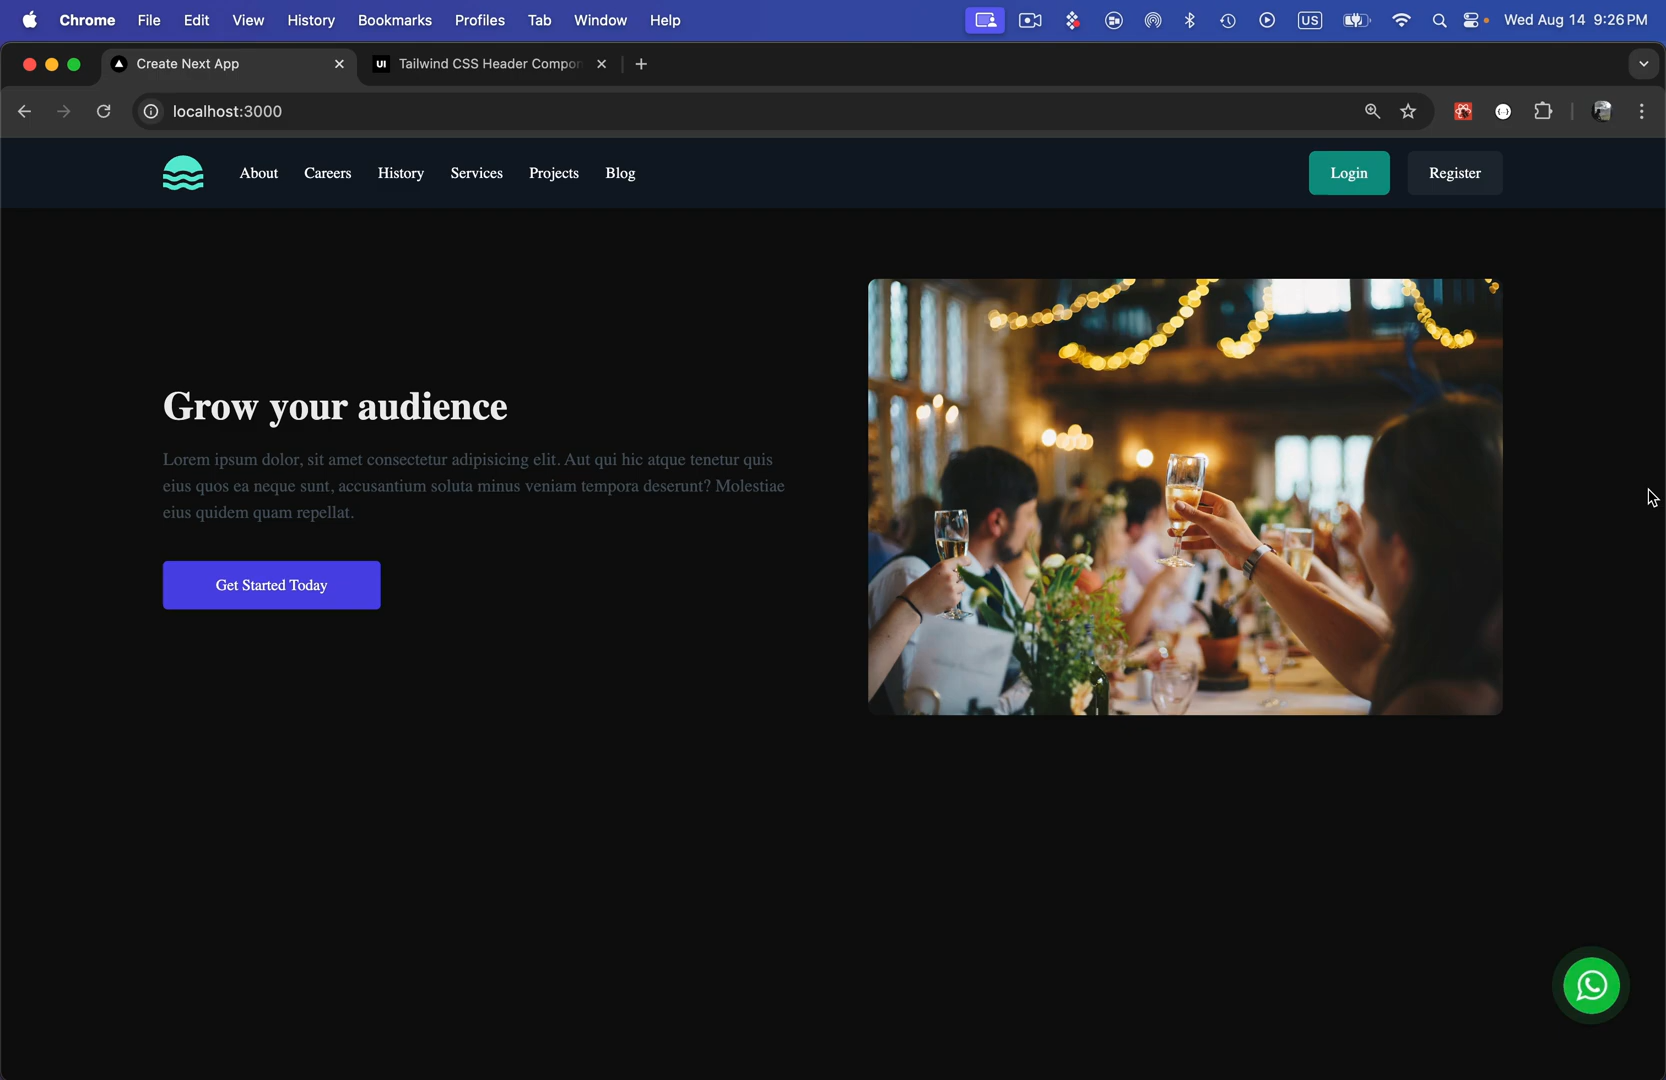 Chrome File Edit View History Bookmarks Profiles Tab Window Help US Wed Aug 14 9:26 PM
Create Next App UI Tailwind CSS Header Compon
localhost:3000
About Careers History Services Projects Blog Login Register
Grow your audience
Lorem ipsum dolor, sit amet consectetur adipisicing elit. Aut qui hic atque tenetur quis
eius quos ea neque sunt, accusantium soluta minus veniam tempora deserunt? Molestiae
eius quidem quam repellat.
Get Started Today